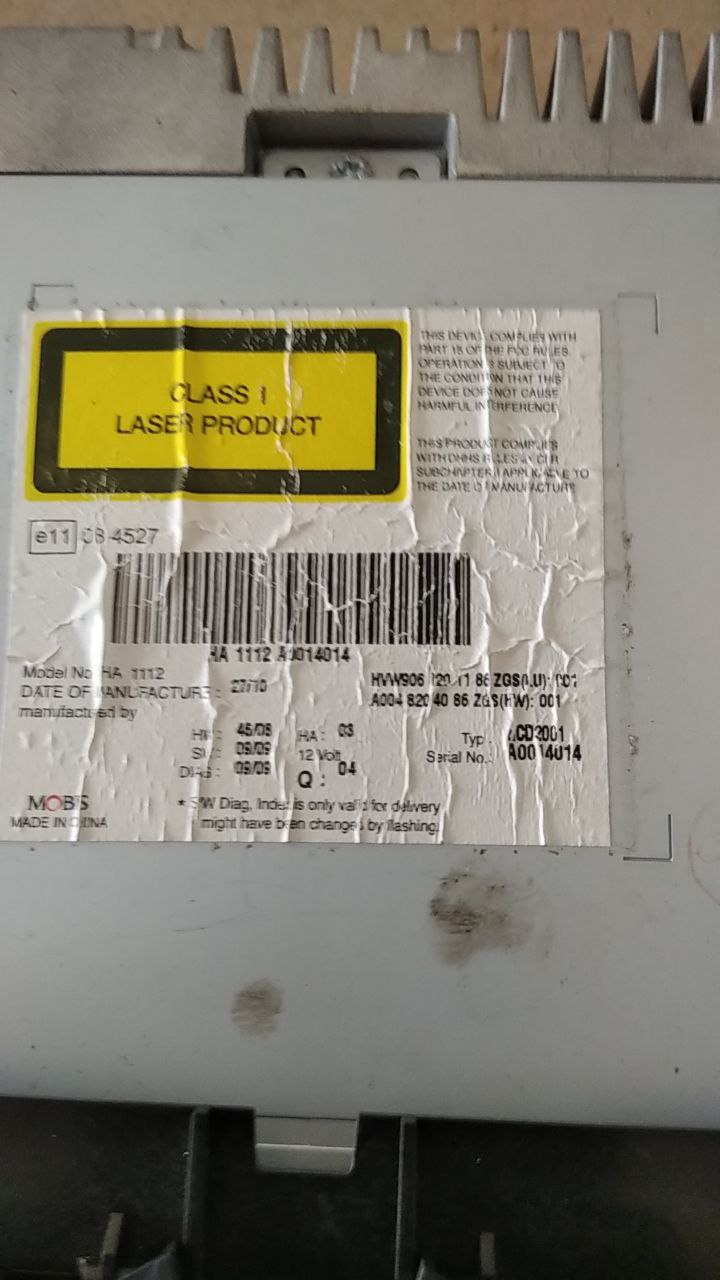 CLASS 1
LASER PRODUCT
THIS DEVICE COMPLIES WITH
PART 15 OF THE FCC RULES.
OPERATION IS SUBJECT TO
THE CONDITION THAT THIS
DEVICE DOES NOT CAUSE
HARMFUL INTERFERENCE
THIS PRODUCT COMPLIES
WITH DHHS RULES
SUBCHAPTER J APPLICABLE TO
THE DATE OF MANUFACTURE
e11 03 4527
HA 1112 A0014014
Model No HA 1112
DATE OF MANUFACTURE : 27/10
manufactured by
A004 820 40 86 ZGS(HW): 001
HW : 45/08 HA : 03
SW : 09/09 12 Volt
DIAG : 09/09 Q : 04
Typ :
Serial No.: A0014014
MOBIS
MADE IN CHINA
* S/W Diag, Index is only valid for delivery
might have been changed by flashing.